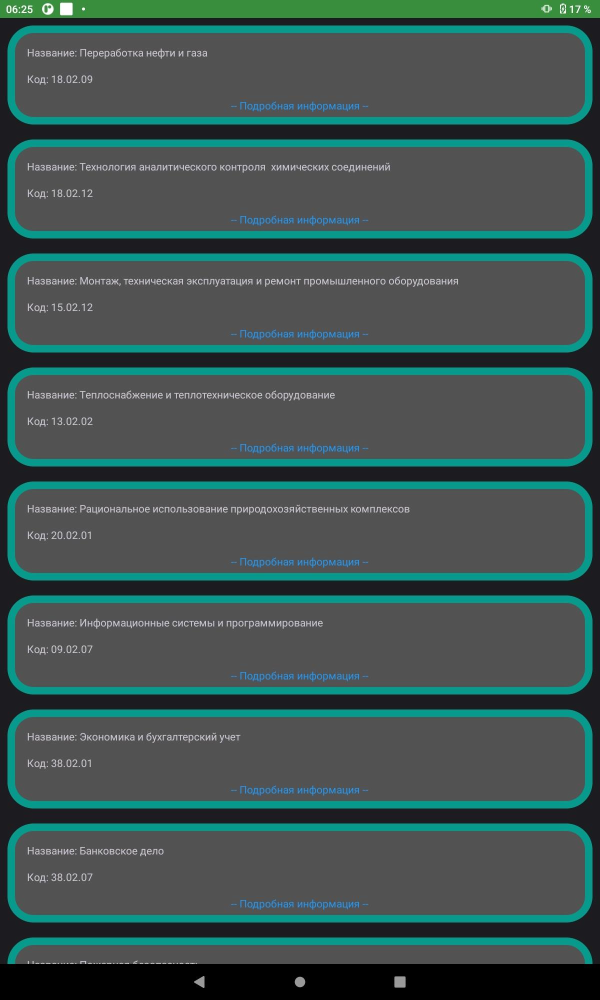 06:25
17 %
Название: Переработка нефти и газа
Код: 18.02.09
-- Подробная информация --
Название: Технология аналитического контроля  химических соединений
Код: 18.02.12
-- Подробная информация --
Название: Монтаж, техническая эксплуатация и ремонт промышленного оборудования
Код: 15.02.12
-- Подробная информация --
Название: Теплоснабжение и теплотехническое оборудование
Код: 13.02.02
-- Подробная информация --
Название: Рациональное использование природохозяйственных комплексов
Код: 20.02.01
-- Подробная информация --
Название: Информационные системы и программирование
Код: 09.02.07
-- Подробная информация --
Название: Экономика и бухгалтерский учет
Код: 38.02.01
-- Подробная информация --
Название: Банковское дело
Код: 38.02.07
-- Подробная информация --
Название: Пожарная безопасность